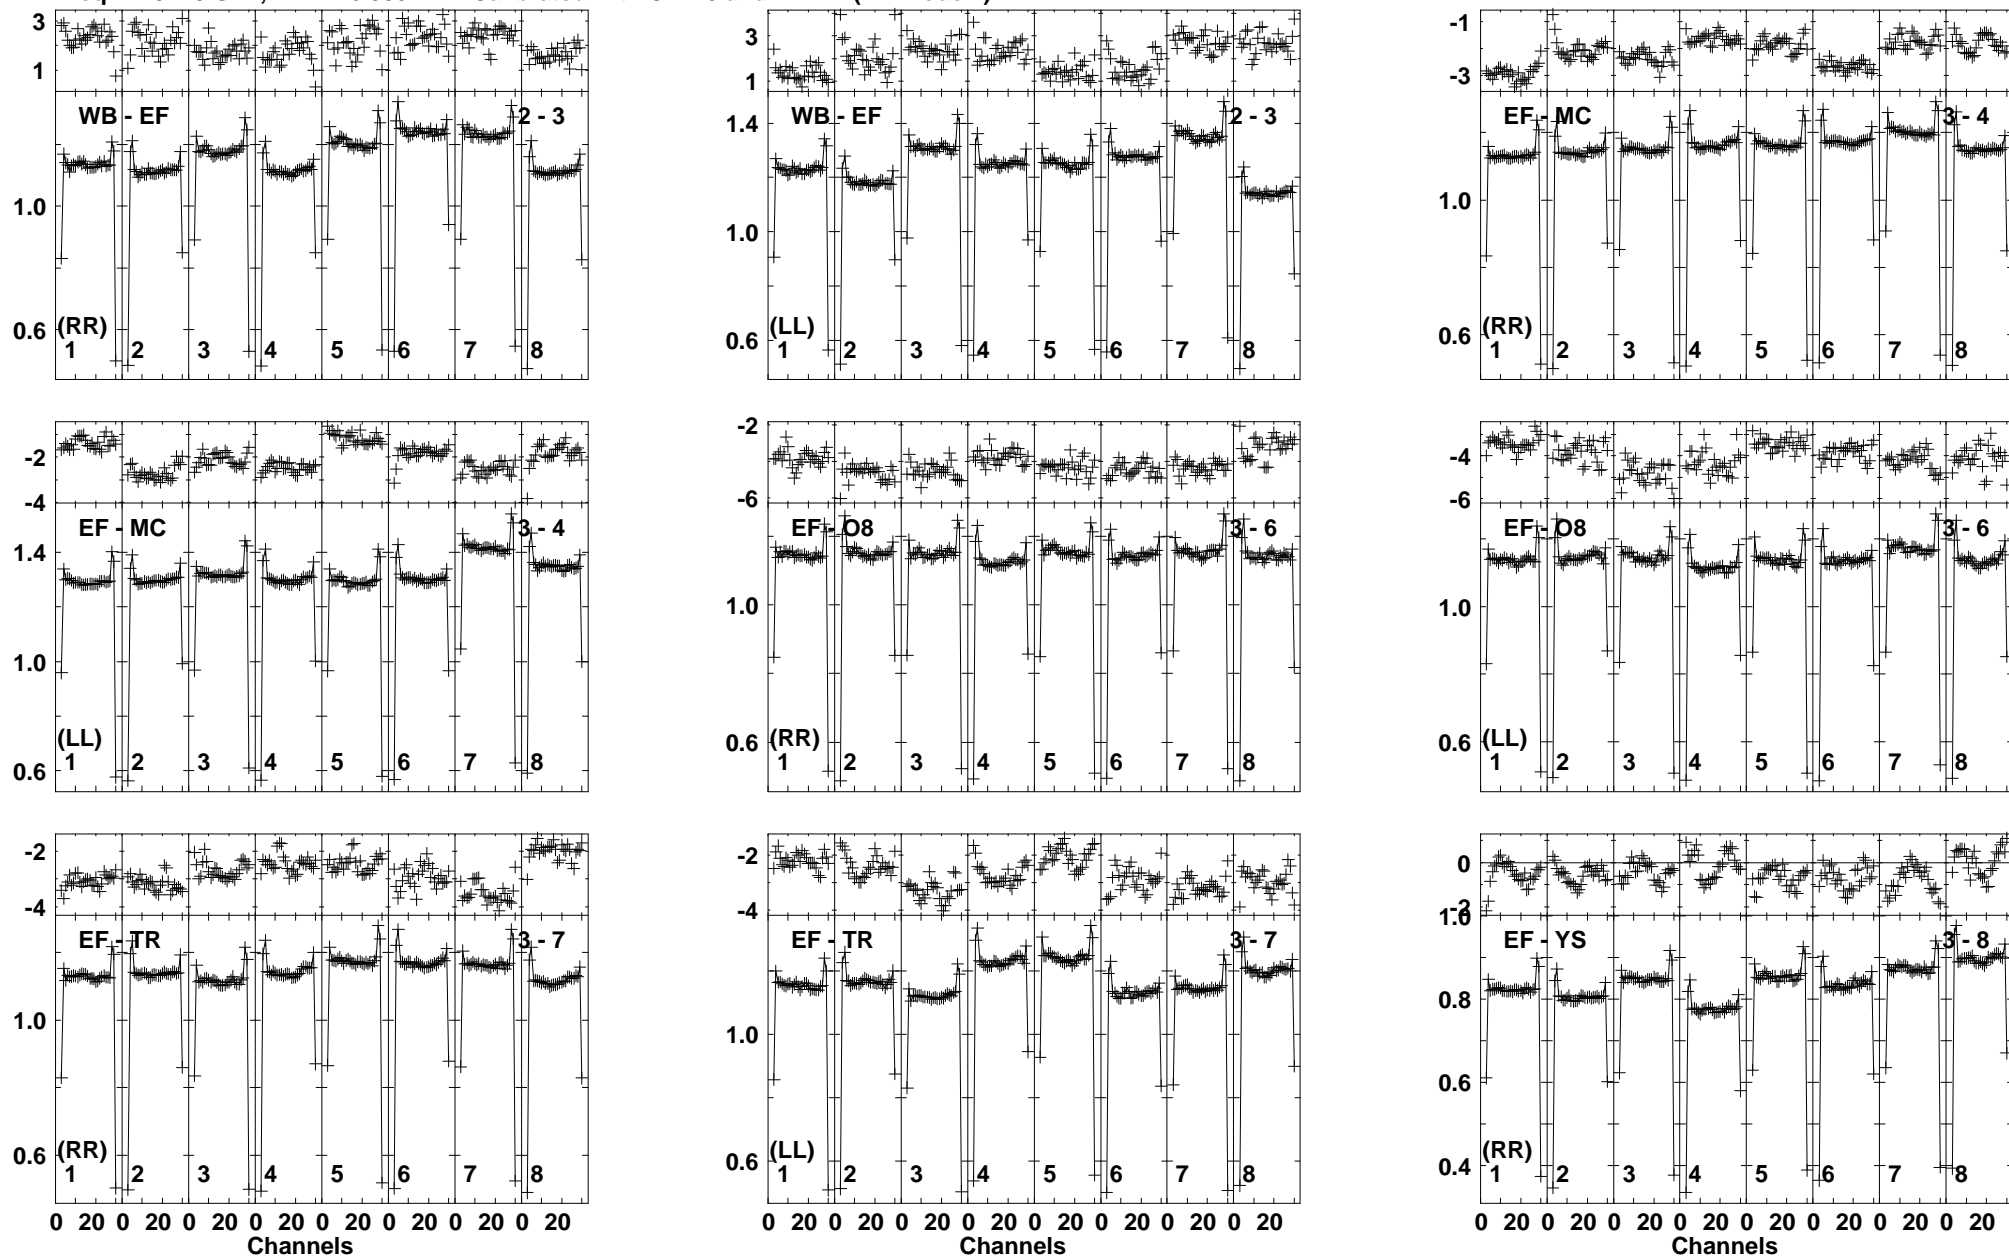 3 1 WB - EF 2 - 3 1.0 0.6 (RR) 1 2 3 4 5 6 7 8
3 1 WB - EF 2 - 3 1.4 1.0 0.6 (LL) 1 2 3 4 5 6 7 8
-1 -3 EF - MC 3 - 4 1.0 0.6 (RR) 1 2 3 4 5 6 7 8
-2 -4 EF - MC 3 - 4 1.4 1.0 0.6 (LL) 1 2 3 4 5 6 7 8
-2 -6 EF - O8 3 - 6 1.0 0.6 (RR) 1 2 3 4 5 6 7 8
-4 -6 EF - O8 3 - 6 1.0 0.6 (LL) 1 2 3 4 5 6 7 8
-2 -4 EF - TR 3 - 7 1.0 0.6 (RR) 1 2 3 4 5 6 7 8
0 20 0 20 0 20 0 20 0 20 0 20 0 20 0 20
Channels
-2 -4 EF - TR 3 - 7 1.0 0.6 (LL) 1 2 3 4 5 6 7 8
0 20 0 20 0 20 0 20 0 20 0 20 0 20 0 20
Channels
0 -2 1.0 EF - YS 3 - 8 0.8 0.6 0.4 (RR) 1 2 3 4 5 6 7 8
0 20 0 20 0 20 0 20 0 20 0 20 0 20 0 20
Channels